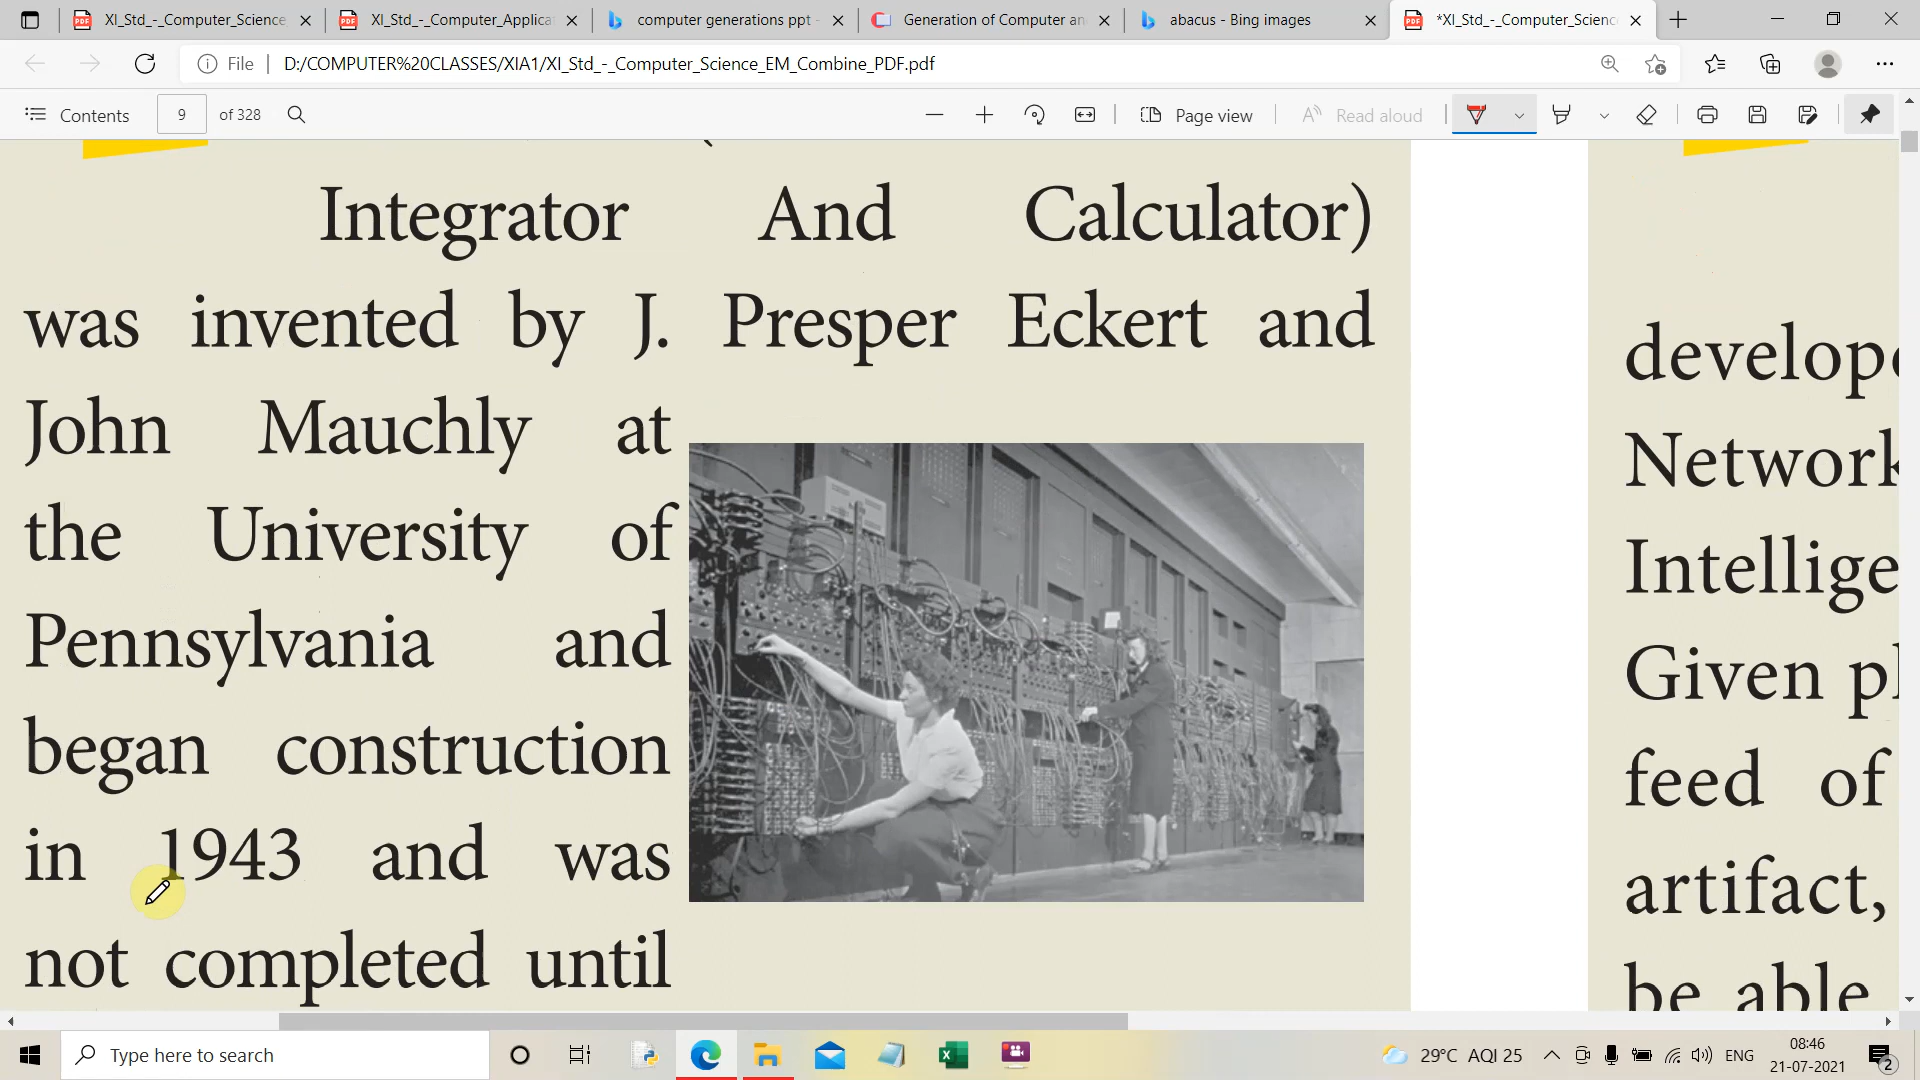 XI_Std_-_Computer_Science
XI_Std_-_Computer_Applica
computer generations ppt -
Generation of Computer an
abacus - Bing images
*XI_Std_-_Computer_Scienc
File
D:/COMPUTER%20CLASSES/XIA1/XI_Std_-_Computer_Science_EM_Combine_PDF.pdf
Contents
9
of 328
Page view
Read aloud
Integrator And Calculator)
was invented by J. Presper Eckert and
John Mauchly at
the University of
Pennsylvania and
began construction
in 1943 and was
not completed until
develope
Network
Intellige
Given pl
feed of
artifact,
be able
Type here to search
29°C AQI 25
ENG
08:46
21-07-2021
2